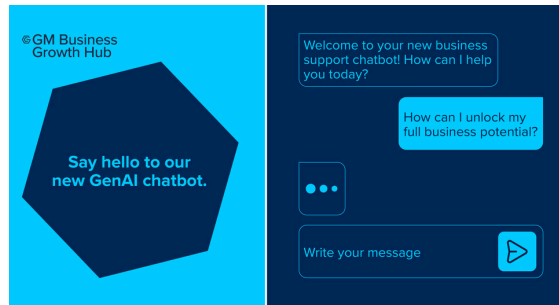 GM Business
Growth Hub
Say hello to our
new GenAI chatbot.
Welcome to your new business
support chatbot! How can I help
you today?
How can I unlock my
full business potential?
Write your message